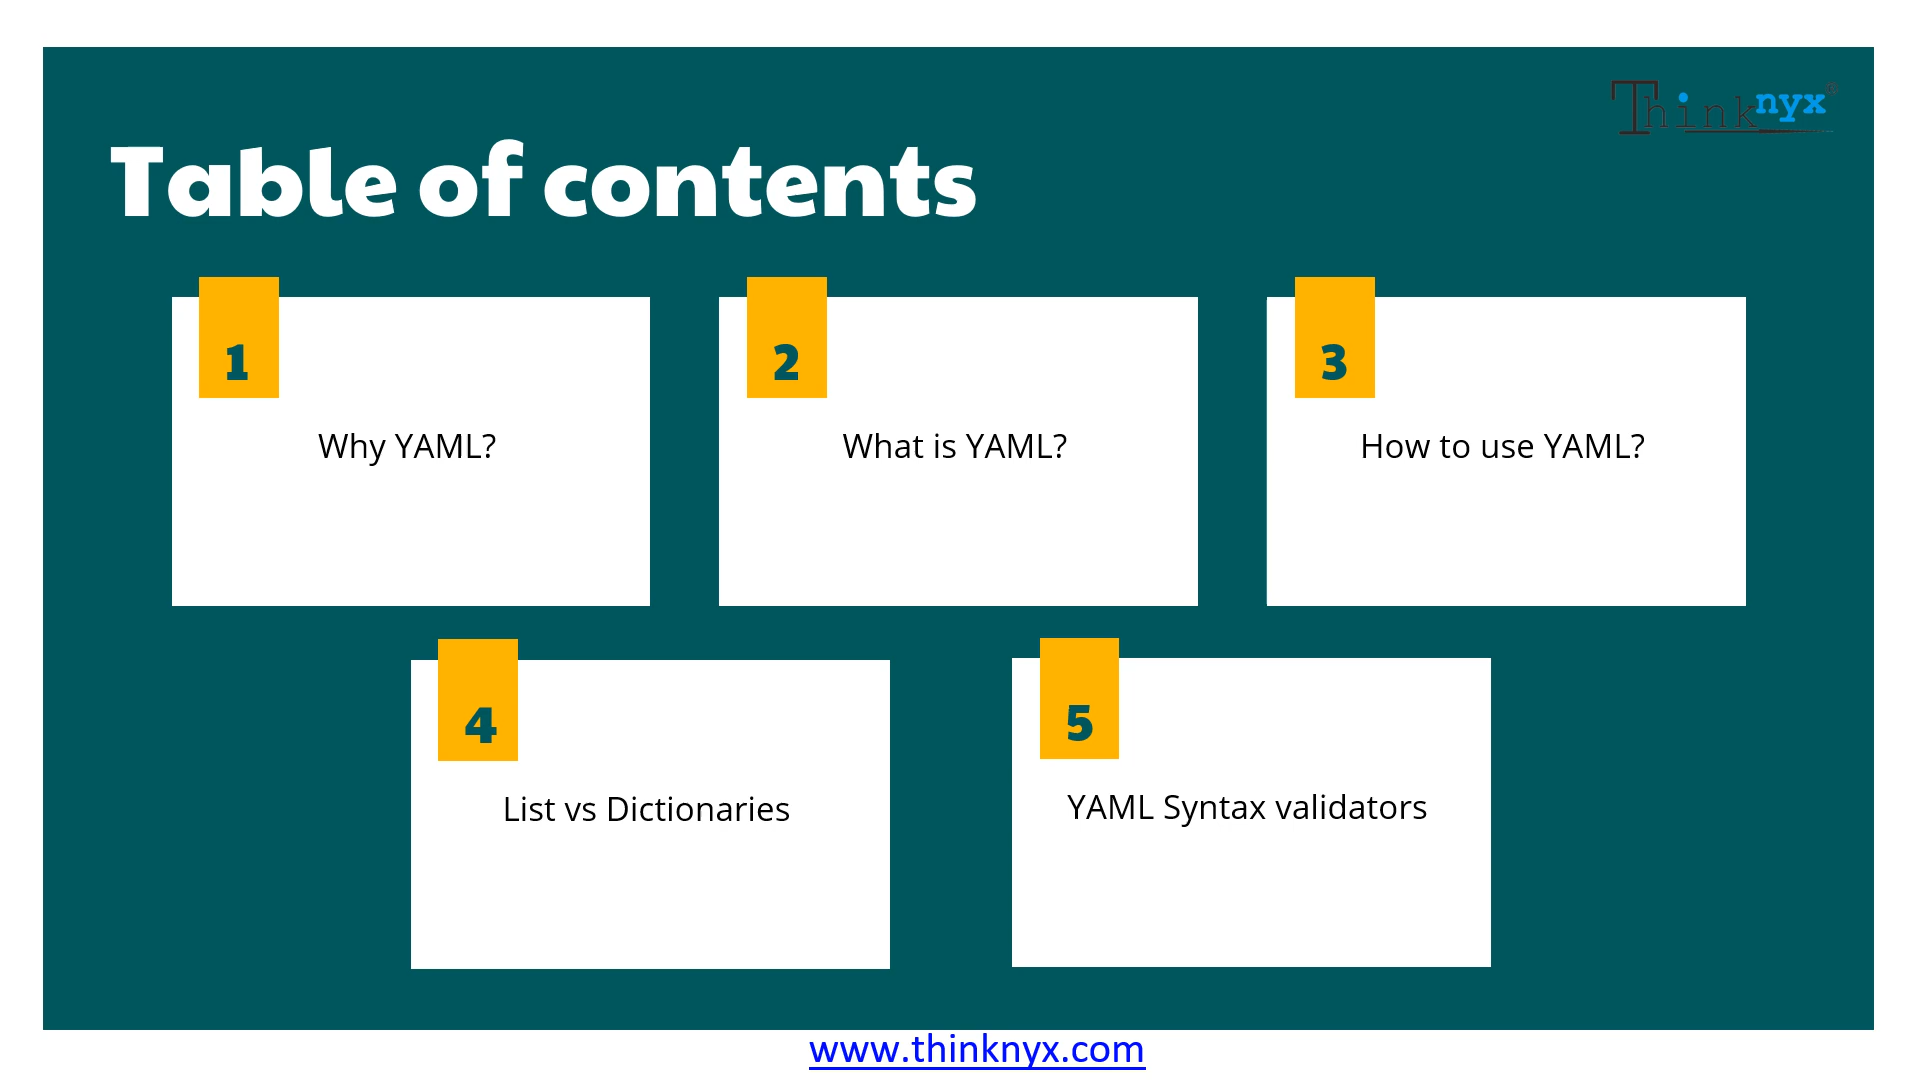 Thinknyx®
Table of contents
1
Why YAML?
2
What is YAML?
3
How to use YAML?
4
List vs Dictionaries
5
YAML Syntax validators
www.thinknyx.com